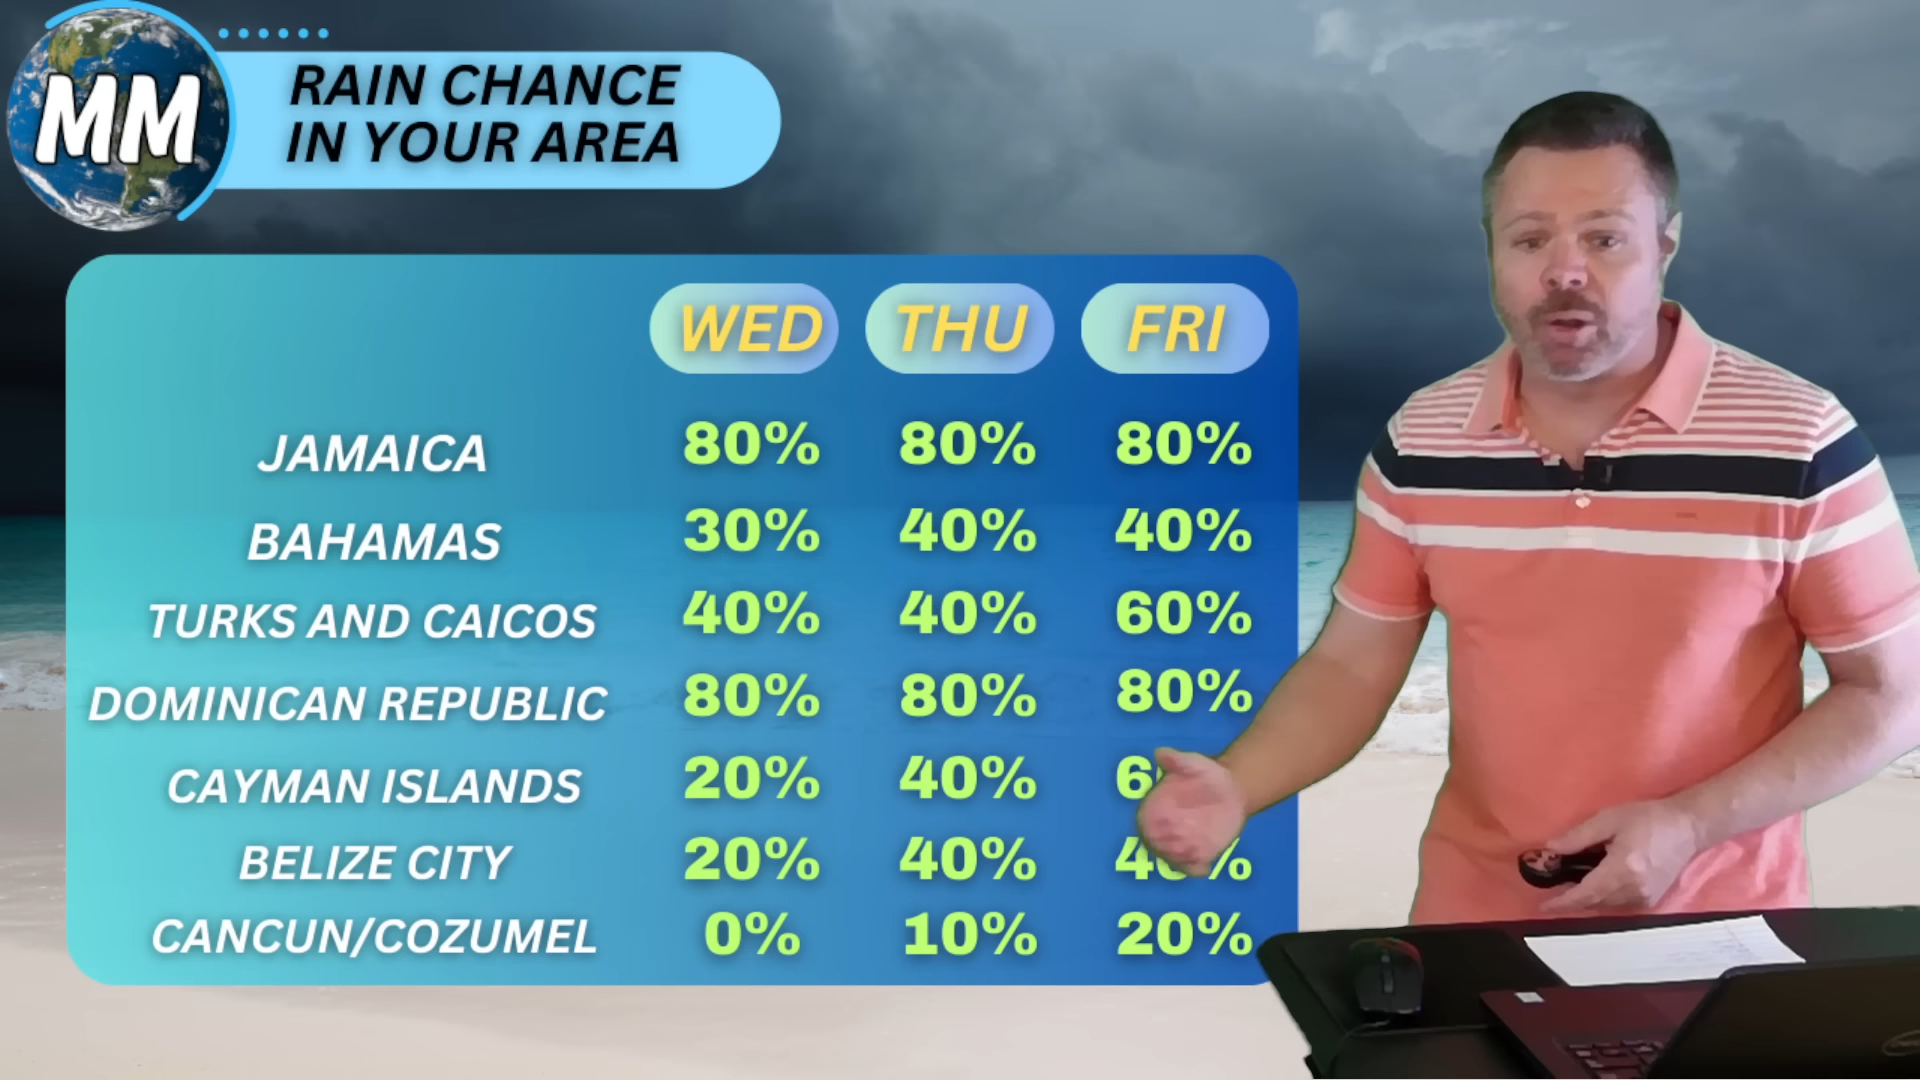 MM
RAIN CHANCE
IN YOUR AREA
WED THU FRI
JAMAICA 80% 80% 80%
BAHAMAS 30% 40% 40%
TURKS AND CAICOS 40% 40% 60%
DOMINICAN REPUBLIC 80% 80% 80%
CAYMAN ISLANDS 20% 40%
BELIZE CITY 20% 40%
CANCUN/COZUMEL 0% 10% 20%